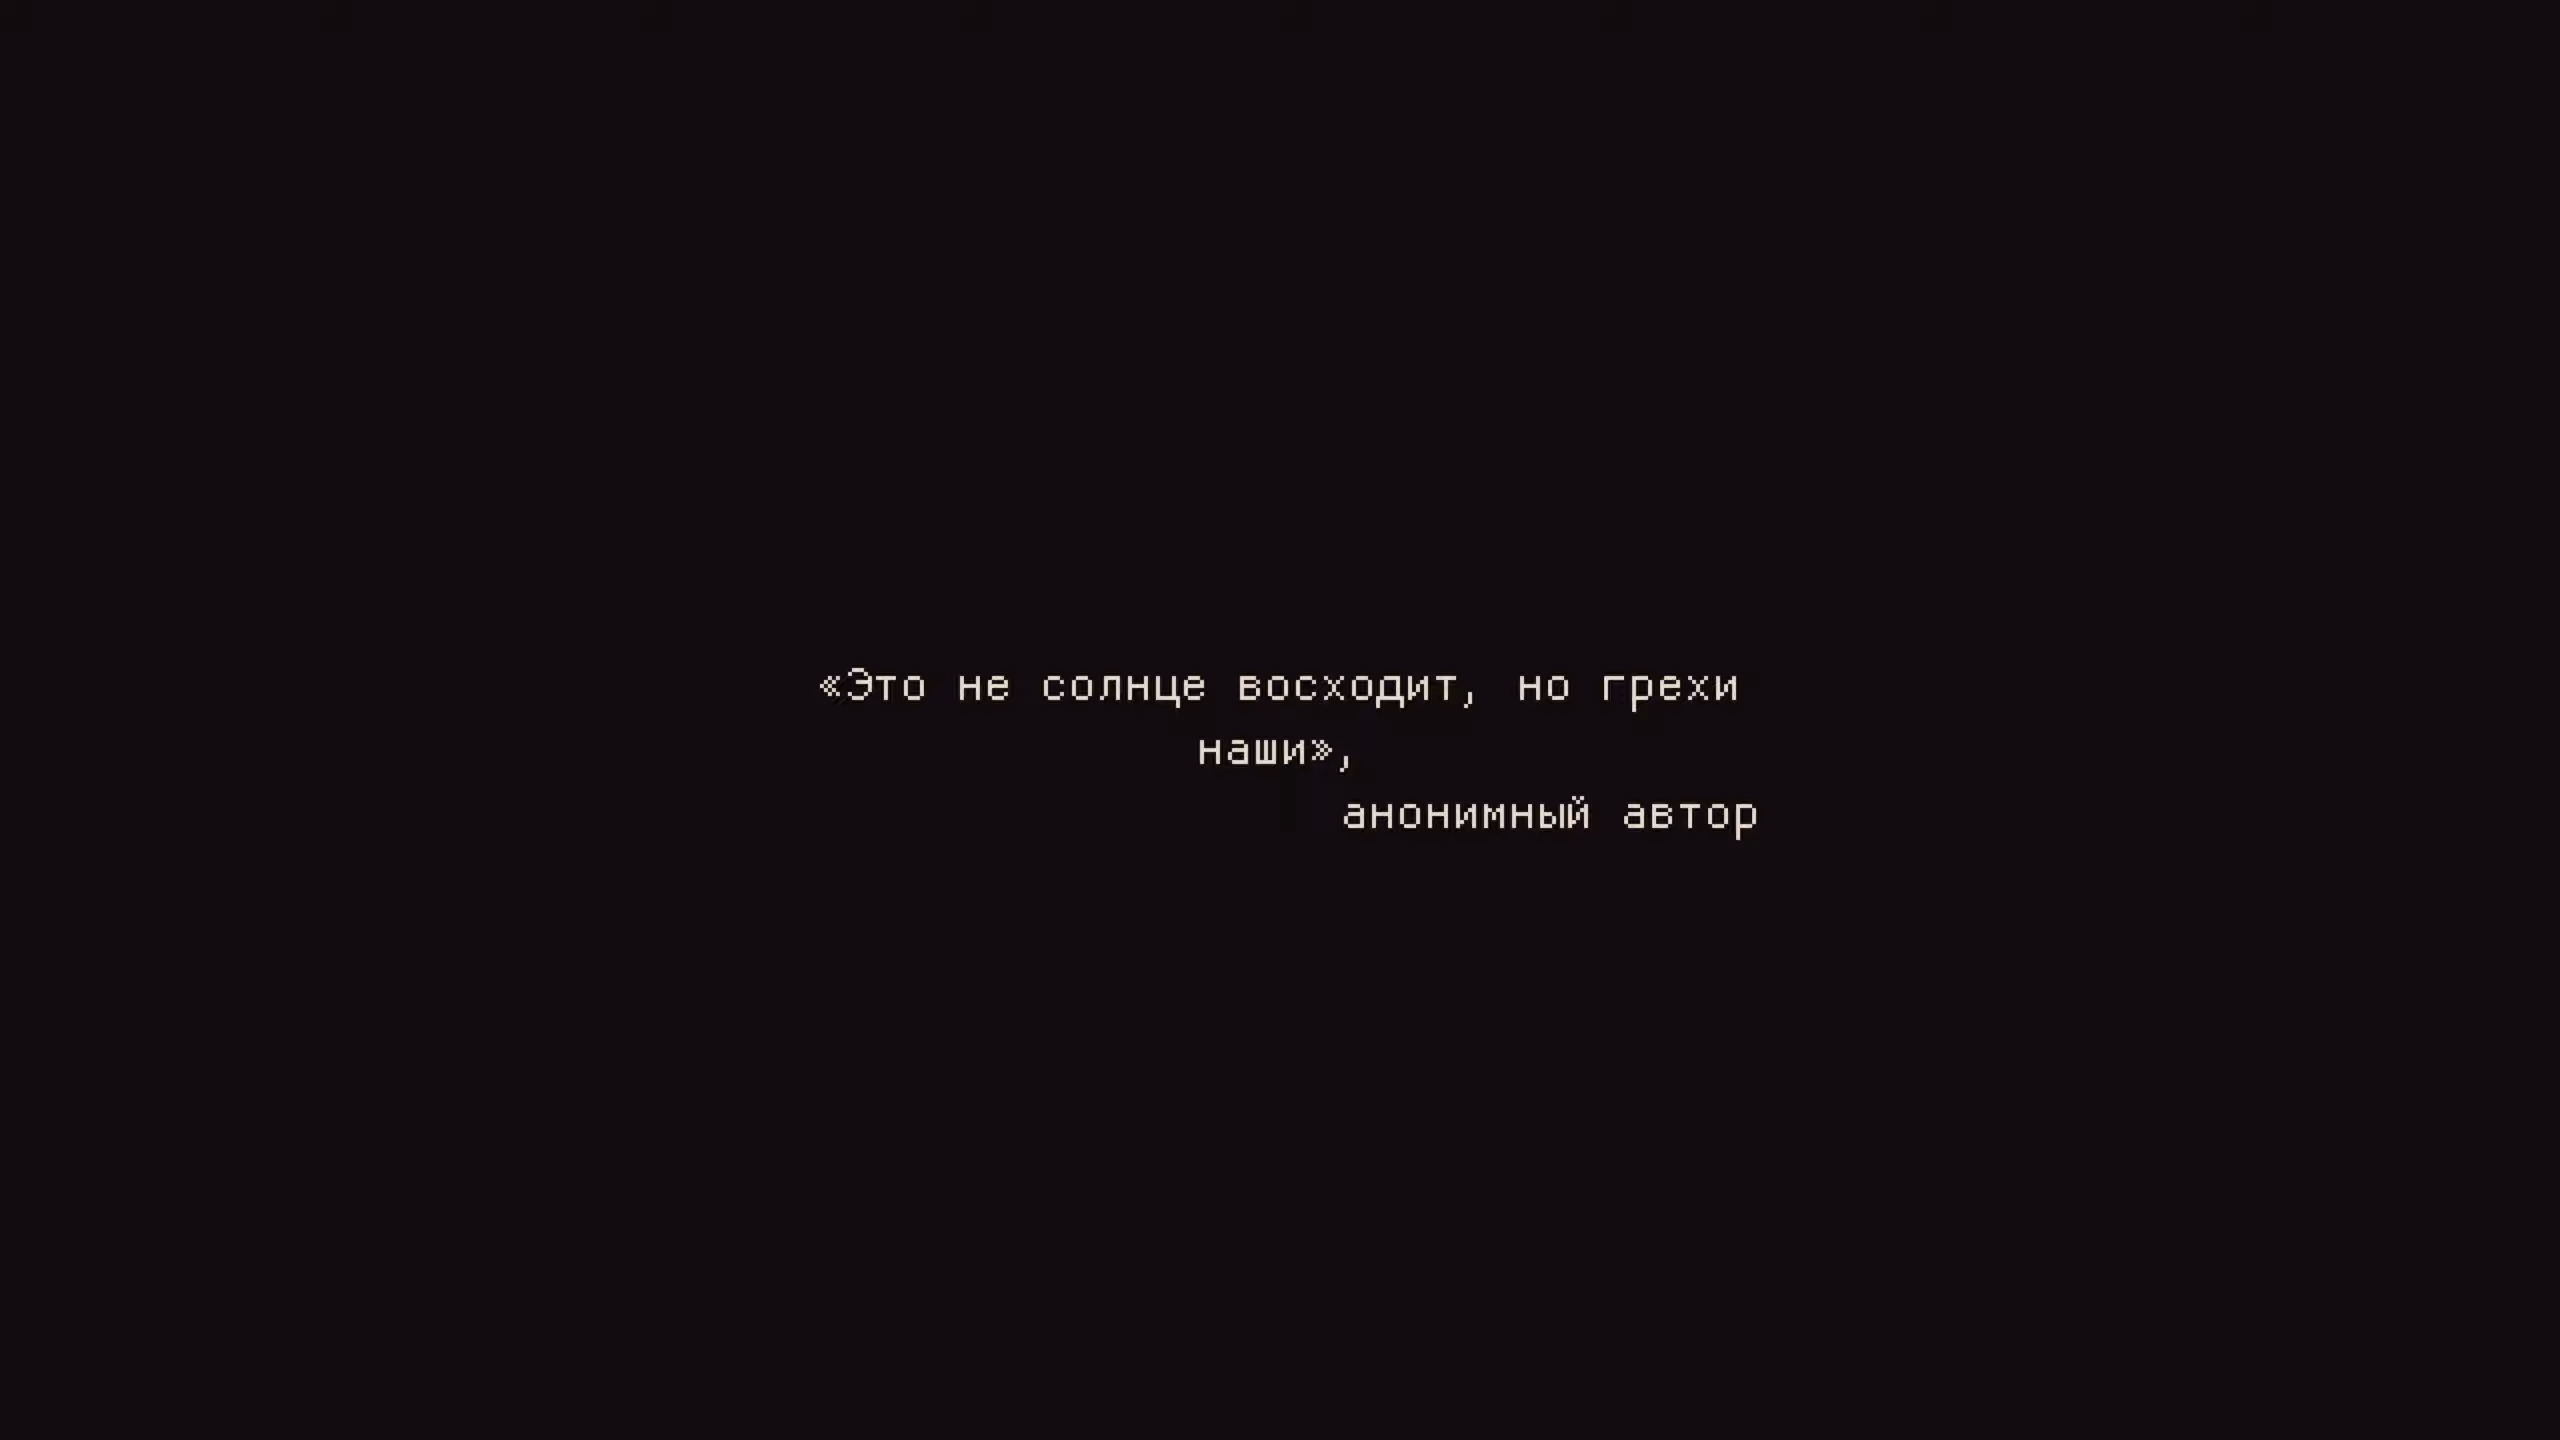 «Это не солнце восходит, но грехи
наши»,
анонимный автор